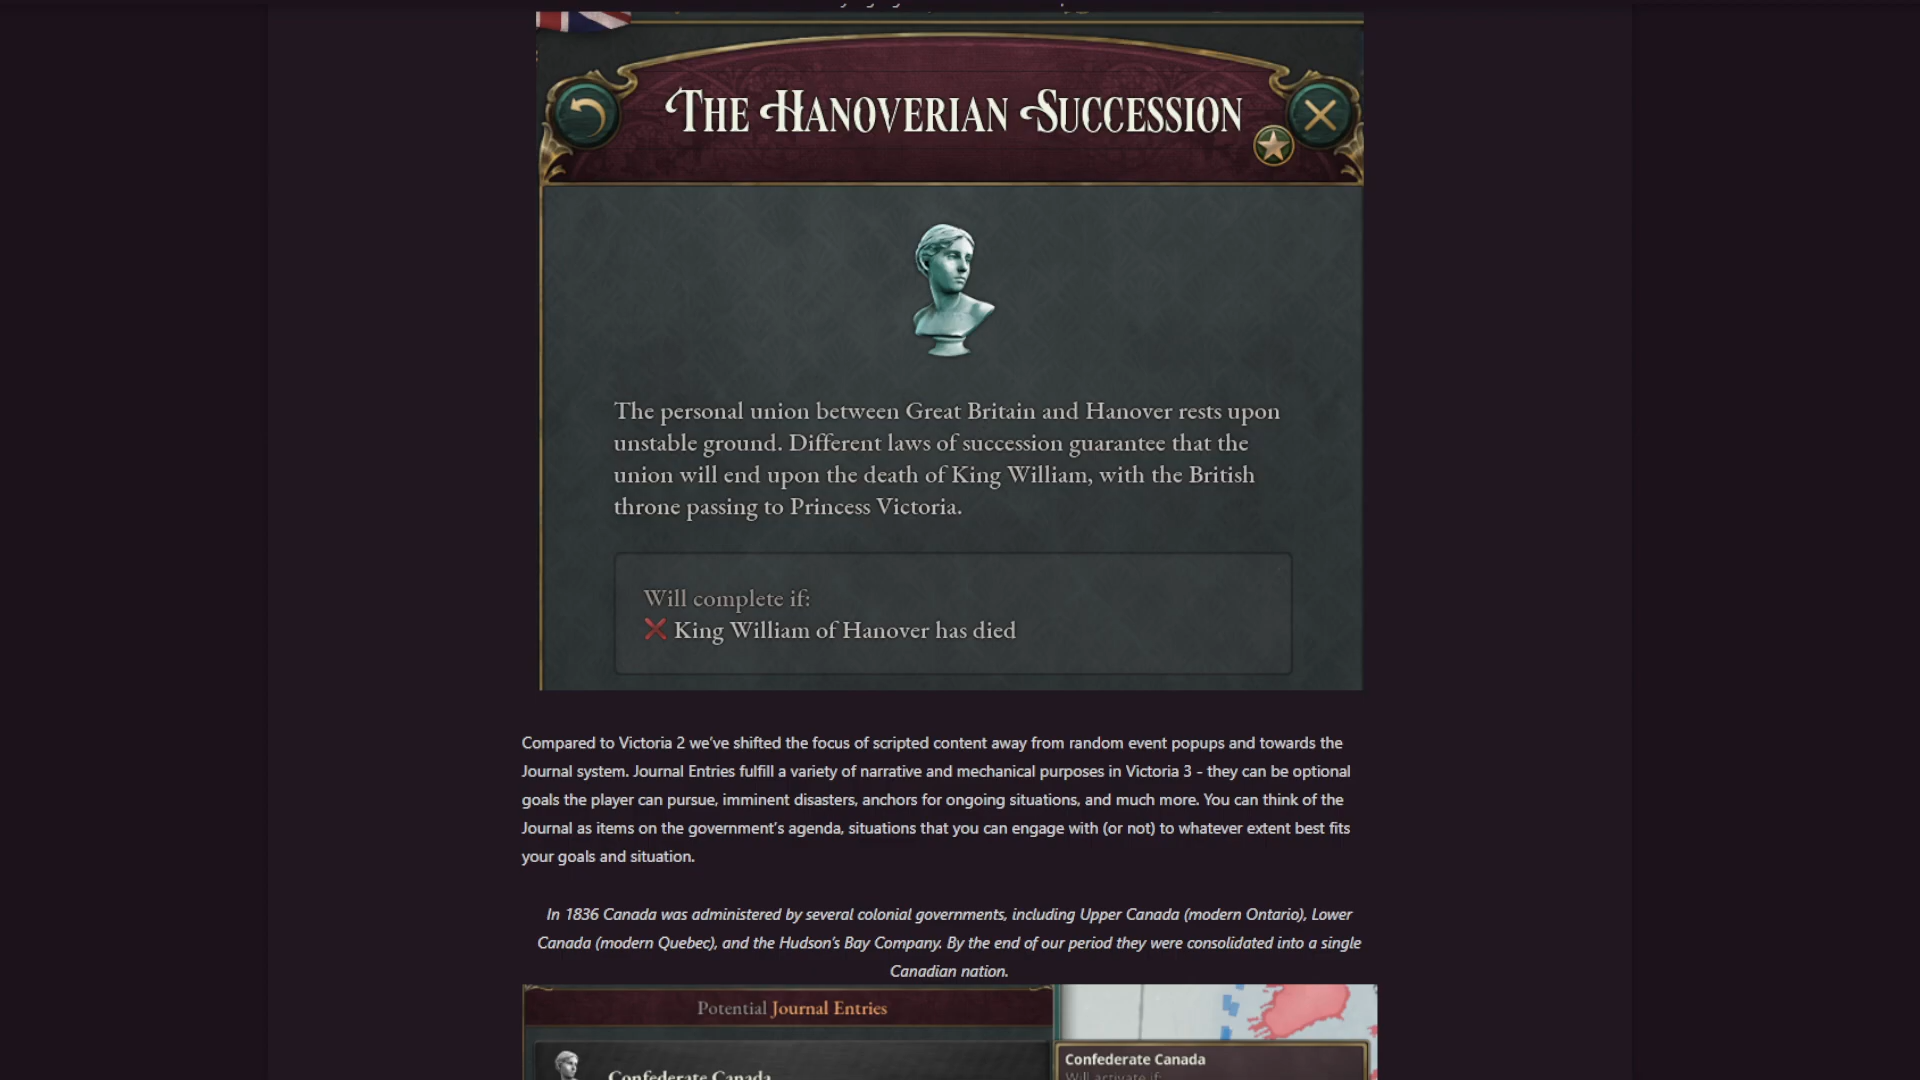 The Hanoverian Succession
The personal union between Great Britain and Hanover rests upon
unstable ground. Different laws of succession guarantee that the
union will end upon the death of King William, with the British
throne passing to Princess Victoria.
Will complete if:
King William of Hanover has died
Compared to Victoria 2 we’ve shifted the focus of scripted content away from random event popups and towards the
Journal system. Journal Entries fulfill a variety of narrative and mechanical purposes in Victoria 3 - they can be optional
goals the player can pursue, imminent disasters, anchors for ongoing situations, and much more. You can think of the
Journal as items on the government’s agenda, situations that you can engage with (or not) to whatever extent best fits
your goals and situation.
In 1836 Canada was administered by several colonial governments, including Upper Canada (modern Ontario), Lower
Canada (modern Quebec), and the Hudson’s Bay Company. By the end of our period they were consolidated into a single
Canadian nation.
Potential Journal Entries
Confederate Canada
Confederate Canada
Will activate if: